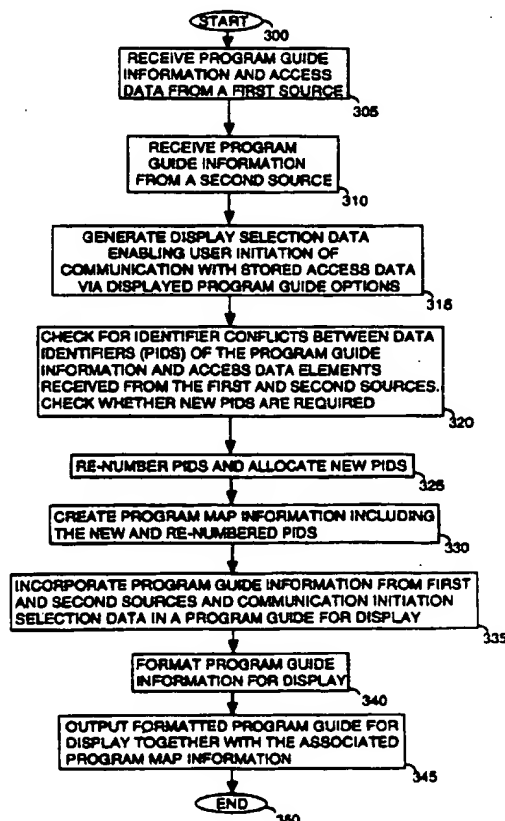 START
300
RECEIVE PROGRAM GUIDE
INFORMATION AND ACCESS
DATA FROM A FIRST SOURCE
305
RECEIVE PROGRAM
GUIDE INFORMATION
FROM A SECOND SOURCE
310
GENERATE DISPLAY SELECTION DATA
ENABLING USER INITIATION OF
COMMUNICATION WITH STORED ACCESS DATA
VIA DISPLAYED PROGRAM GUIDE OPTIONS
315
CHECK FOR IDENTIFIER CONFLICTS BETWEEN DATA
IDENTIFIERS (PIDS) OF THE PROGRAM GUIDE
INFORMATION AND ACCESS DATA ELEMENTS
RECEIVED FROM THE FIRST AND SECOND SOURCES.
CHECK WHETHER NEW PIDS ARE REQUIRED
320
RE-NUMBER PIDS AND ALLOCATE NEW PIDS
325
CREATE PROGRAM MAP INFORMATION INCLUDING
THE NEW AND RE-NUMBERED PIDS
330
INCORPORATE PROGRAM GUIDE INFORMATION FROM FIRST
AND SECOND SOURCES AND COMMUNICATION INITIATION
SELECTION DATA IN A PROGRAM GUIDE FOR DISPLAY
335
FORMAT PROGRAM GUIDE
INFORMATION FOR DISPLAY
340
OUTPUT FORMATTED PROGRAM GUIDE FOR
DISPLAY TOGETHER WITH THE ASSOCIATED
PROGRAM MAP INFORMATION
345
END
350